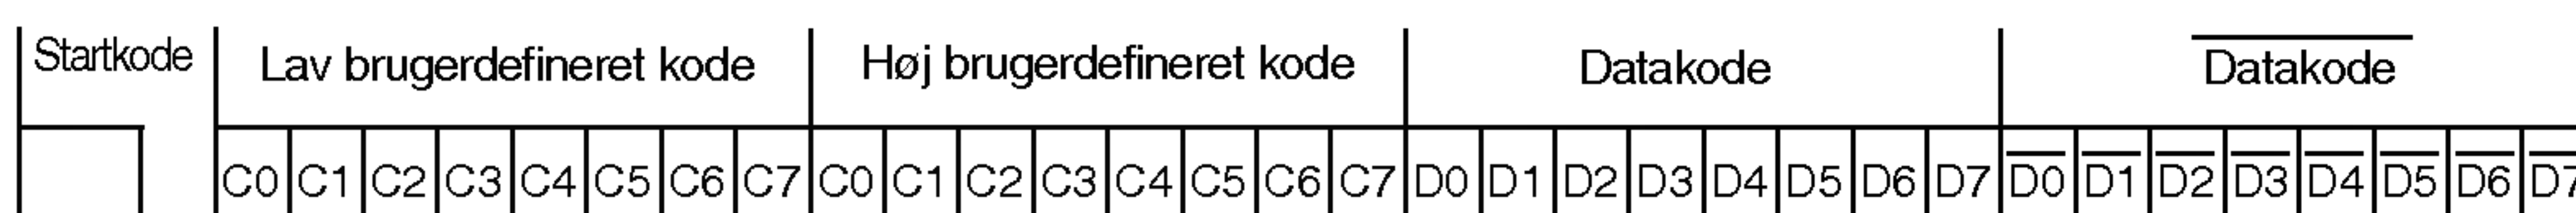 Startkode Lav brugerdefineret kode Høj brugerdefineret kode Datakode Datakode
C0 C1 C2 C3 C4 C5 C6 C7 C0 C1 C2 C3 C4 C5 C6 C7 D0 D1 D2 D3 D4 D5 D6 D7 D0 D1 D2 D3 D4 D5 D6 D7